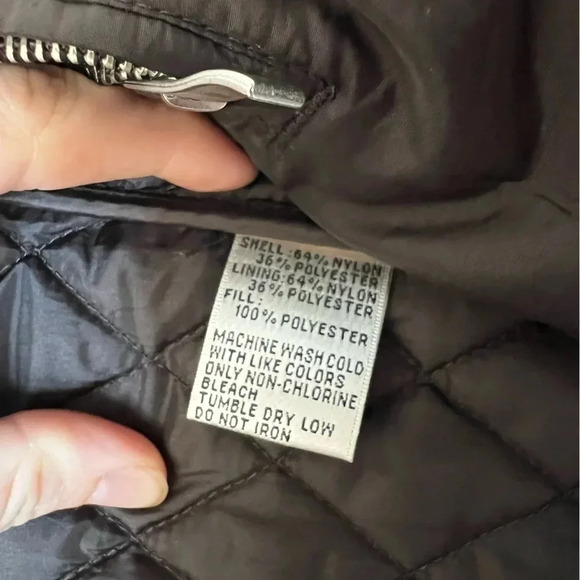 SHELL: 64% NYLON
36% POLYESTER
LINING: 64% NYLON
36% POLYESTER
FILL:
100% POLYESTER
MACHINE WASH COLD
WITH LIKE COLORS
ONLY NON-CHLORINE
BLEACH
TUMBLE DRY LOW
DO NOT IRON